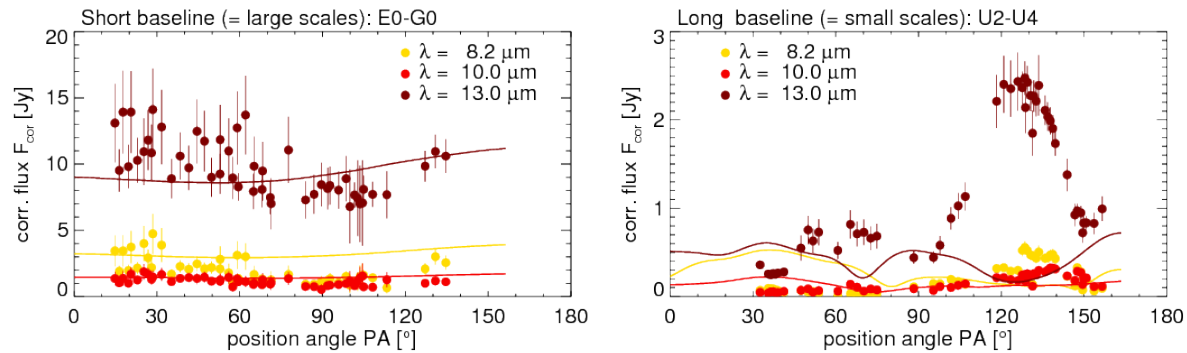 Short baseline (= large scales): E0-G0
20
15
10
5
0
corr. flux F_cor [Jy]
λ = 8.2 μm
λ = 10.0 μm
λ = 13.0 μm
0 30 60 90 120 150 180
position angle PA [°]
Long baseline (= small scales): U2-U4
3
2
1
0
corr. flux F_cor [Jy]
λ = 8.2 μm
λ = 10.0 μm
λ = 13.0 μm
0 30 60 90 120 150 180
position angle PA [°]